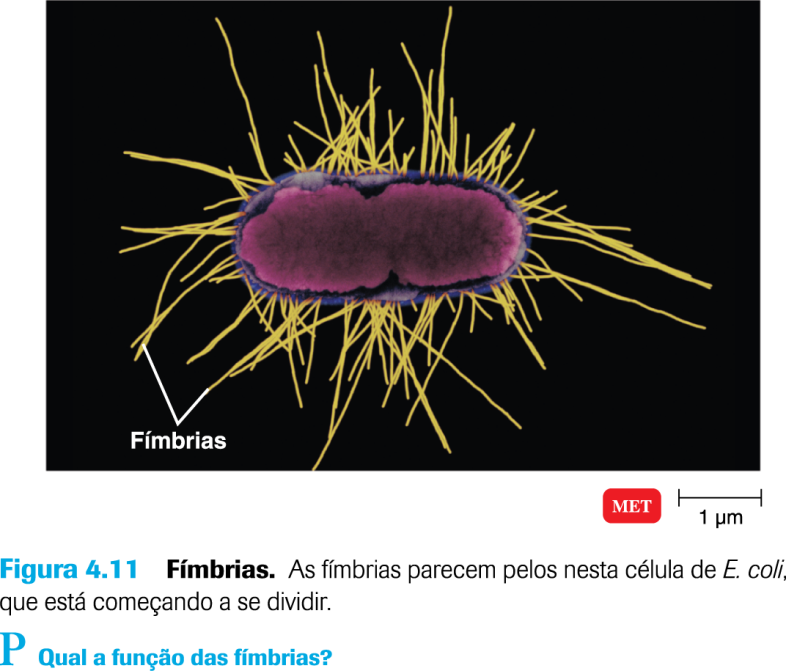 Fímbrias
MET
1 µm
Figura 4.11 Fímbrias. As fímbrias parecem pelos nesta célula de E. coli,
que está começando a se dividir.
P Qual a função das fímbrias?